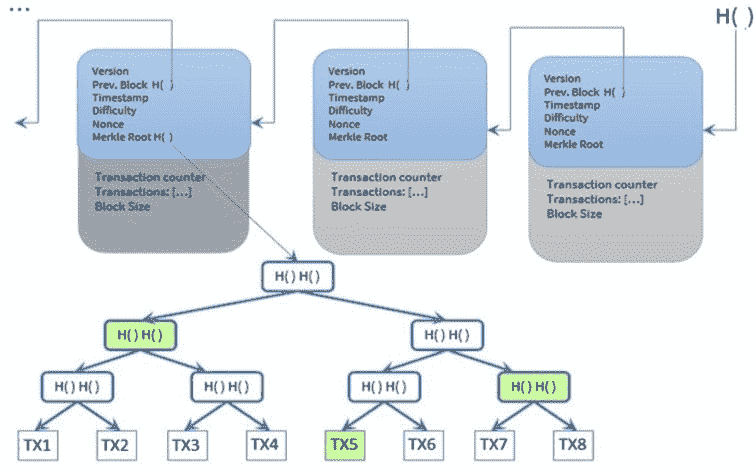 ...
H( )
Version
Prev. Block H( )
Timestamp
Difficulty
Nonce
Merkle Root H( )
Transaction counter
Transactions: [...]
Block Size
Version
Prev. Block H( )
Timestamp
Difficulty
Nonce
Merkle Root
Transaction counter
Transactions: [...]
Block Size
Version
Prev. Block H( )
Timestamp
Difficulty
Nonce
Merkle Root
Transaction counter
Transactions: [...]
Block Size
H( ) H( )
H( ) H( )
H( ) H( )
H( ) H( )
H( ) H( )
H( ) H( )
H( ) H( )
TX1
TX2
TX3
TX4
TX5
TX6
TX7
TX8